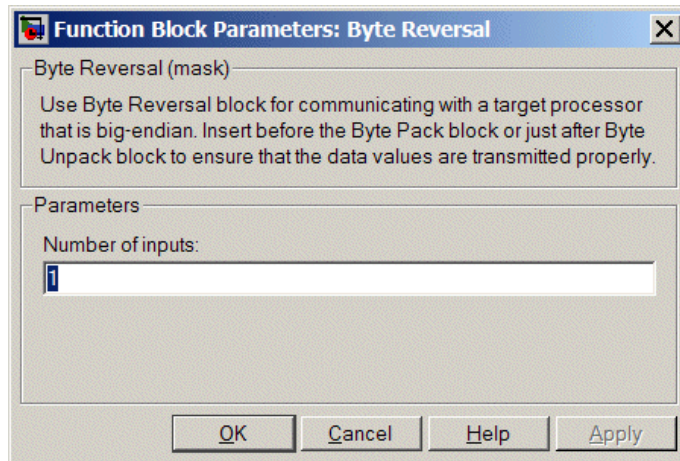 Function Block Parameters: Byte Reversal
Byte Reversal (mask)
Use Byte Reversal block for communicating with a target processor
that is big-endian. Insert before the Byte Pack block or just after Byte
Unpack block to ensure that the data values are transmitted properly.
Parameters
Number of inputs:
1
OK Cancel Help Apply